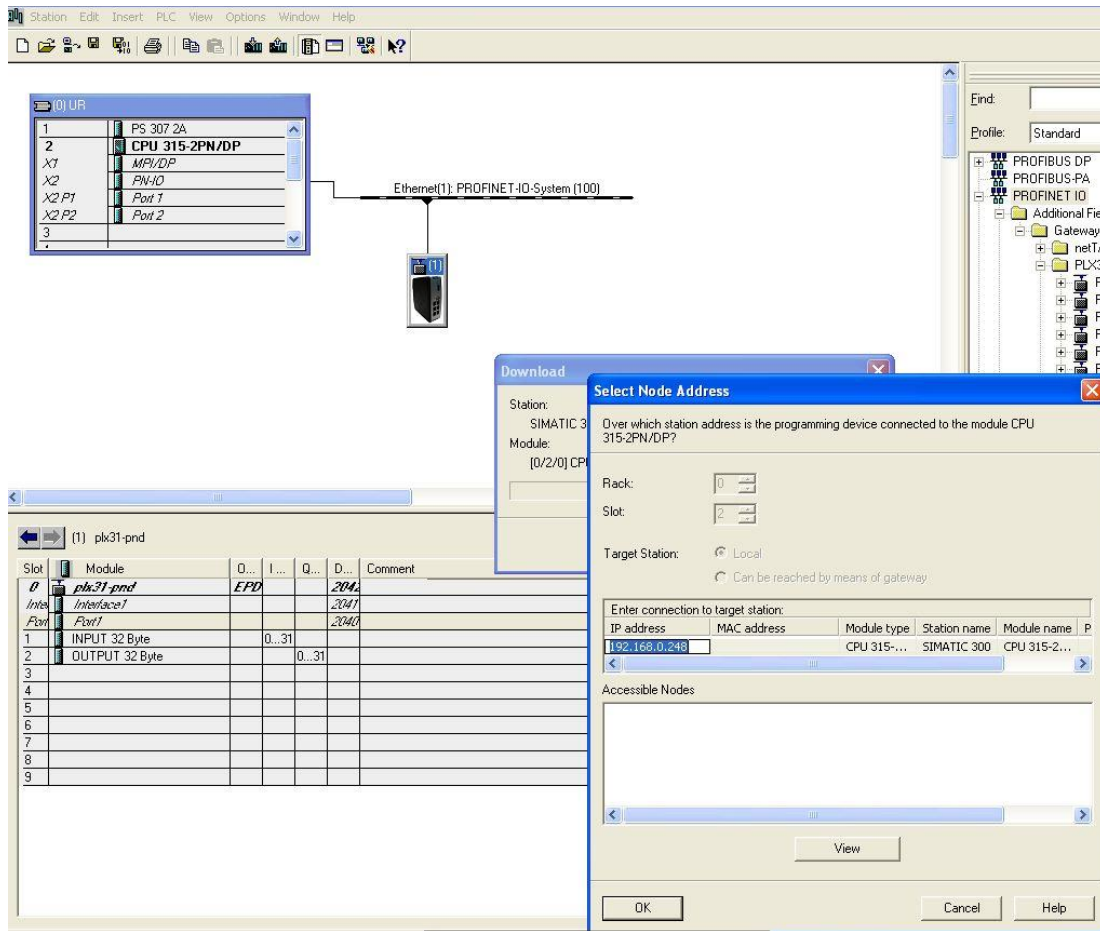 Station Edit Insert PLC View Options Window Help
(0) UR
1 PS 307 2A
2 CPU 315-2PN/DP
X1 MPI/DP
X2 PN-IO
X2 P1 Port 1
X2 P2 Port 2
3
Ethernet(1): PROFINET-IO-System (100)
(1)
Find:
Profile: Standard
PROFIBUS DP
PROFIBUS-PA
PROFINET IO
Additional Fie
Gateway
PLX3
Download
Station:
SIMATIC 3
Module:
[0/2/0] CPU
Select Node Address
Over which station address is the programming device connected to the module CPU
315-2PN/DP?
Rack: 0
Slot: 2
Target Station: Local
Can be reached by means of gateway
Enter connection to target station:
IP address MAC address Module type Station name Module name P
192.168.0.248 CPU 315-... SIMATIC 300 CPU 315-2...
Accessible Nodes
View
OK Cancel Help
(1) plx31-pnd
Slot Module O... I... Q... D... Comment
0 plx31-pnd EPD 2042
Inte Interface1 2041
Port Port1 2040
1 INPUT 32 Byte 0...31
2 OUTPUT 32 Byte 0...31
3
4
5
6
7
8
9